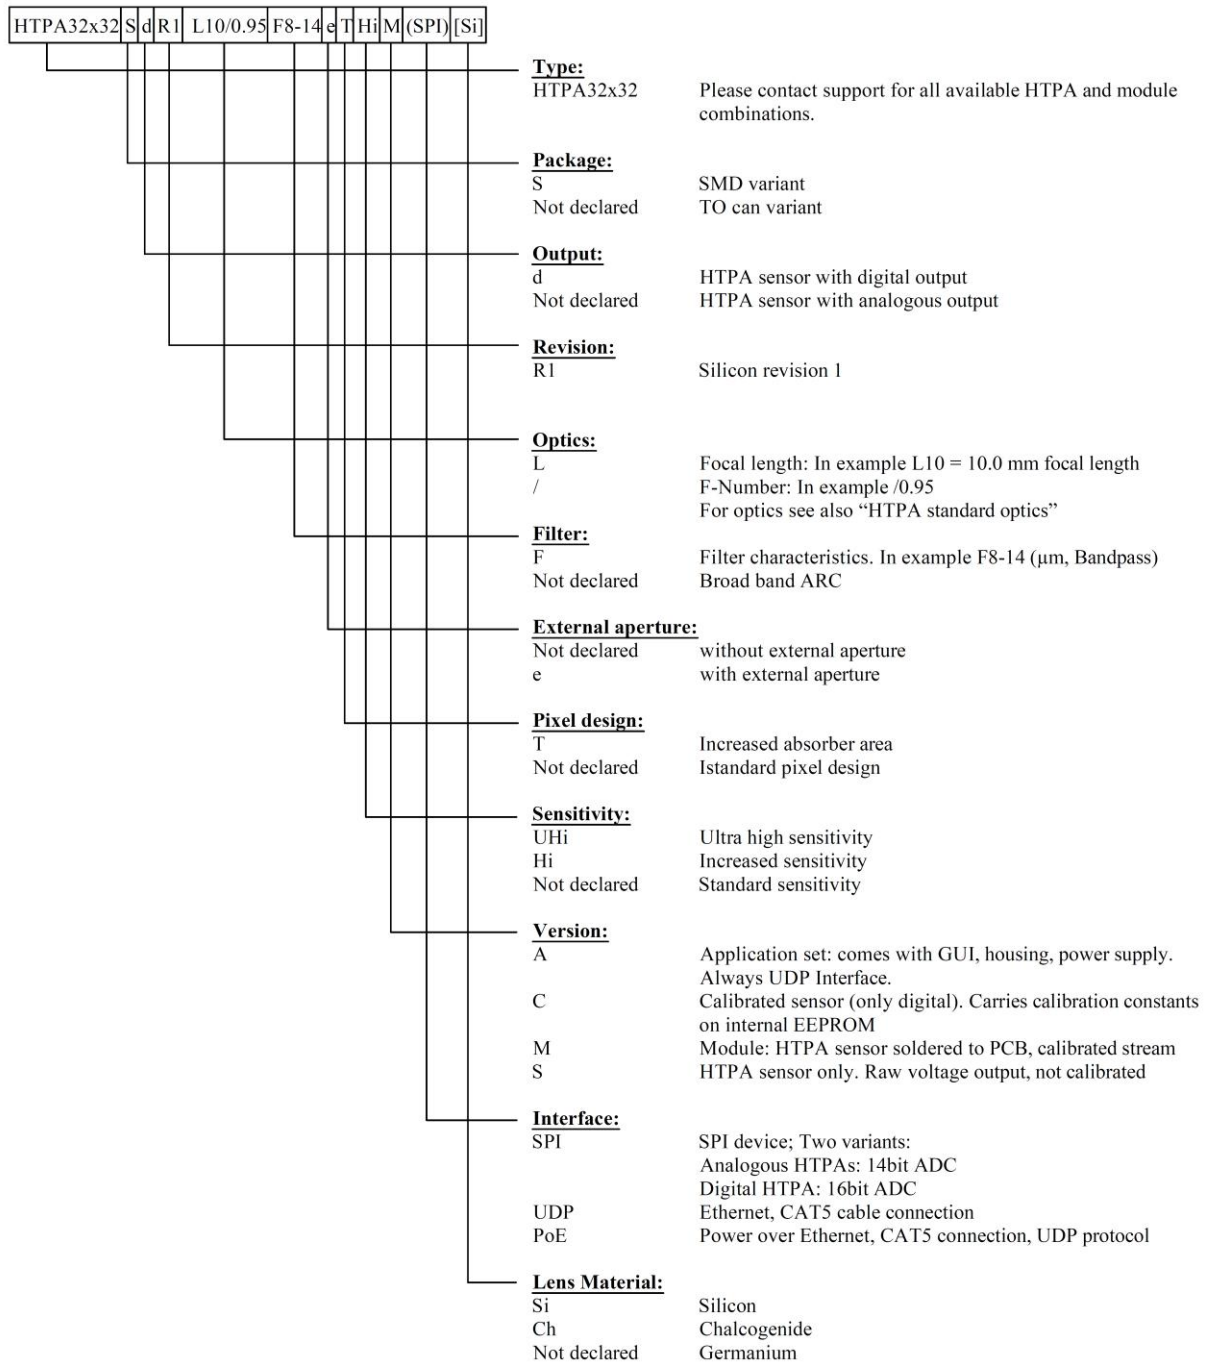 HTPA32x32 S d R1 L10/0.95 F8-14 e T Hi M (SPI) [Si]
Type:
HTPA32x32 Please contact support for all available HTPA and module
combinations.
Package:
S SMD variant
Not declared TO can variant
Output:
d HTPA sensor with digital output
Not declared HTPA sensor with analogous output
Revision:
R1 Silicon revision 1
Optics:
L Focal length: In example L10 = 10.0 mm focal length
/ F-Number: In example /0.95
For optics see also “HTPA standard optics”
Filter:
F Filter characteristics. In example F8-14 (µm, Bandpass)
Not declared Broad band ARC
External aperture:
Not declared without external aperture
e with external aperture
Pixel design:
T Increased absorber area
Not declared Istandard pixel design
Sensitivity:
UHi Ultra high sensitivity
Hi Increased sensitivity
Not declared Standard sensitivity
Version:
A Application set: comes with GUI, housing, power supply.
Always UDP Interface.
C Calibrated sensor (only digital). Carries calibration constants
on internal EEPROM
M Module: HTPA sensor soldered to PCB, calibrated stream
S HTPA sensor only. Raw voltage output, not calibrated
Interface:
SPI SPI device; Two variants:
Analogous HTPAs: 14bit ADC
Digital HTPA: 16bit ADC
UDP Ethernet, CAT5 cable connection
PoE Power over Ethernet, CAT5 connection, UDP protocol
Lens Material:
Si Silicon
Ch Chalcogenide
Not declared Germanium